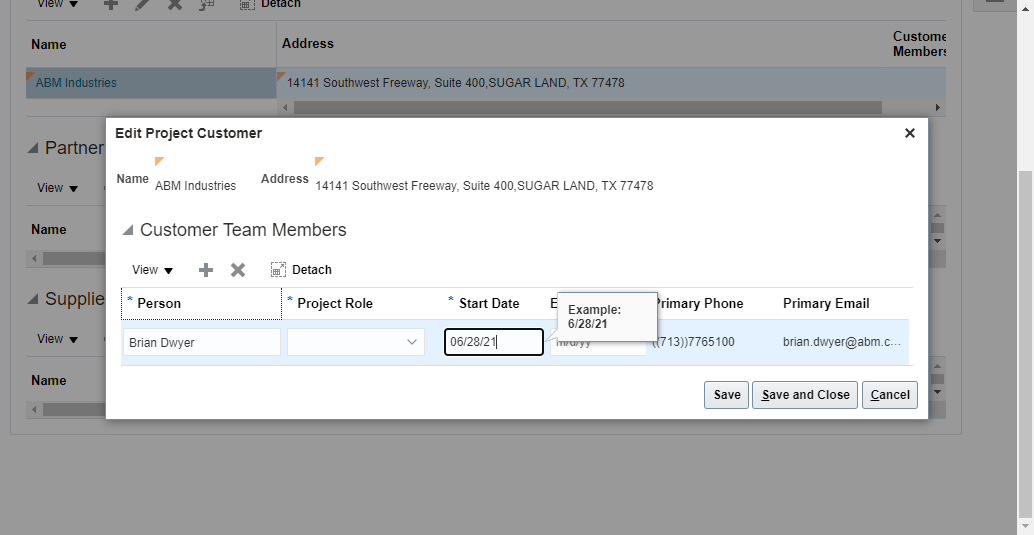 View
Detach
Name
Address
Customer
Members
ABM Industries
14141 Southwest Freeway, Suite 400,SUGAR LAND, TX 77478
Edit Project Customer
Name
ABM Industries
Address
14141 Southwest Freeway, Suite 400,SUGAR LAND, TX 77478
Partner
View
Name
Customer Team Members
View
Detach
* Person
* Project Role
* Start Date
Primary Phone
Primary Email
Example:
6/28/21
Brian Dwyer
06/28/21
m/d/yy
((713))7765100
brian.dwyer@abm.c...
Supplie
View
Name
Save
Save and Close
Cancel